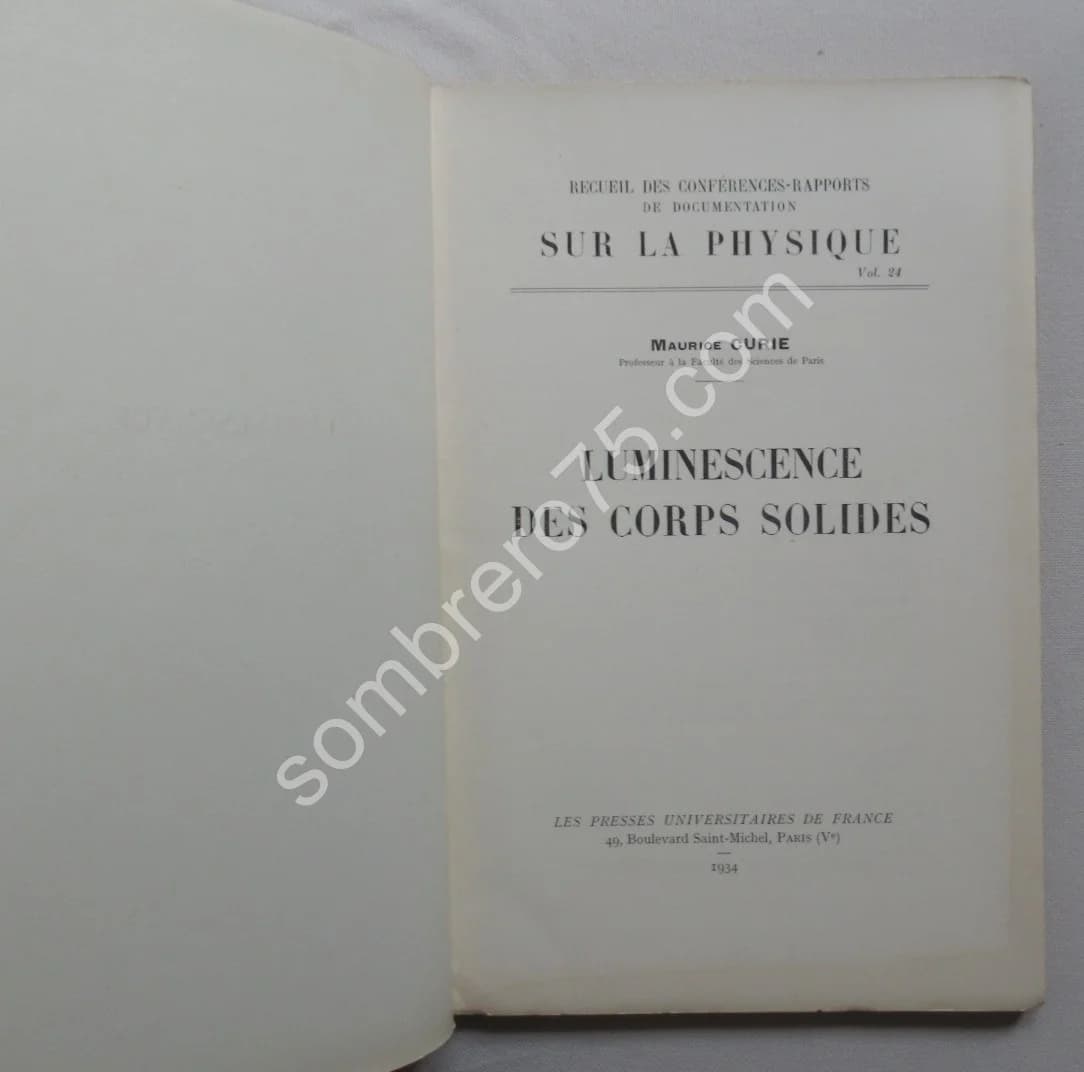 RECUEIL DES CONFÉRENCES-RAPPORTS
DE DOCUMENTATION
SUR LA PHYSIQUE
Vol. 24
MAURICE CURIE
Professeur à la Faculté des Sciences de Paris
LUMINESCENCE
DES CORPS SOLIDES
LES PRESSES UNIVERSITAIRES DE FRANCE
49, Boulevard Saint-Michel, PARIS (Vᵉ)
1934
sombrero75.com